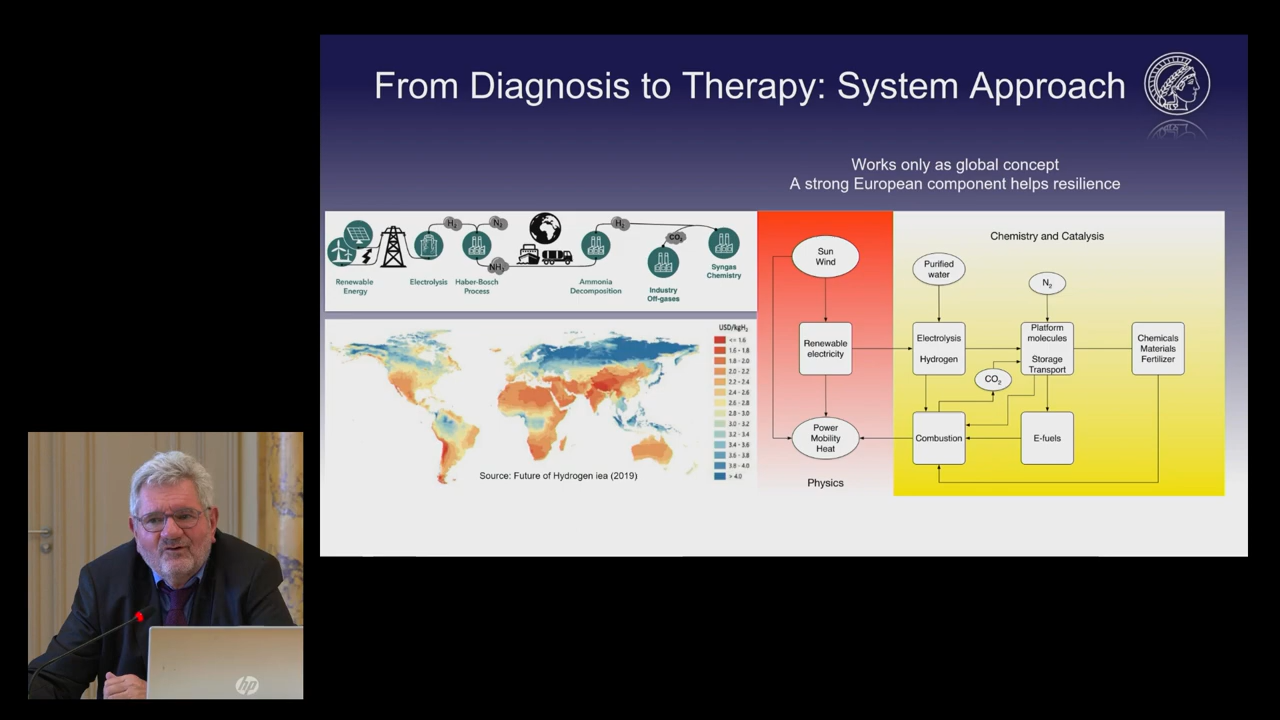 From Diagnosis to Therapy: System Approach
Works only as global concept
A strong European component helps resilience
H₂
N₂
NH₃
H₂
CO₂
Renewable
Energy
Electrolysis
Haber-Bosch
Process
Ammonia
Decomposition
Industry
Off-gases
Syngas
Chemistry
USD/kgH₂
<= 1.6
1.6 - 1.8
1.8 - 2.0
2.0 - 2.2
2.2 - 2.4
2.4 - 2.6
2.6 - 2.8
2.8 - 3.0
3.0 - 3.2
3.2 - 3.4
3.4 - 3.6
3.6 - 3.8
3.8 - 4.0
> 4.0
Source: Future of Hydrogen iea (2019)
Sun
Wind
Renewable
electricity
Power
Mobility
Heat
Physics
Chemistry and Catalysis
Purified
water
N₂
Electrolysis
Hydrogen
Platform
molecules
Storage
Transport
Chemicals
Materials
Fertilizer
CO₂
Combustion
E-fuels
hp